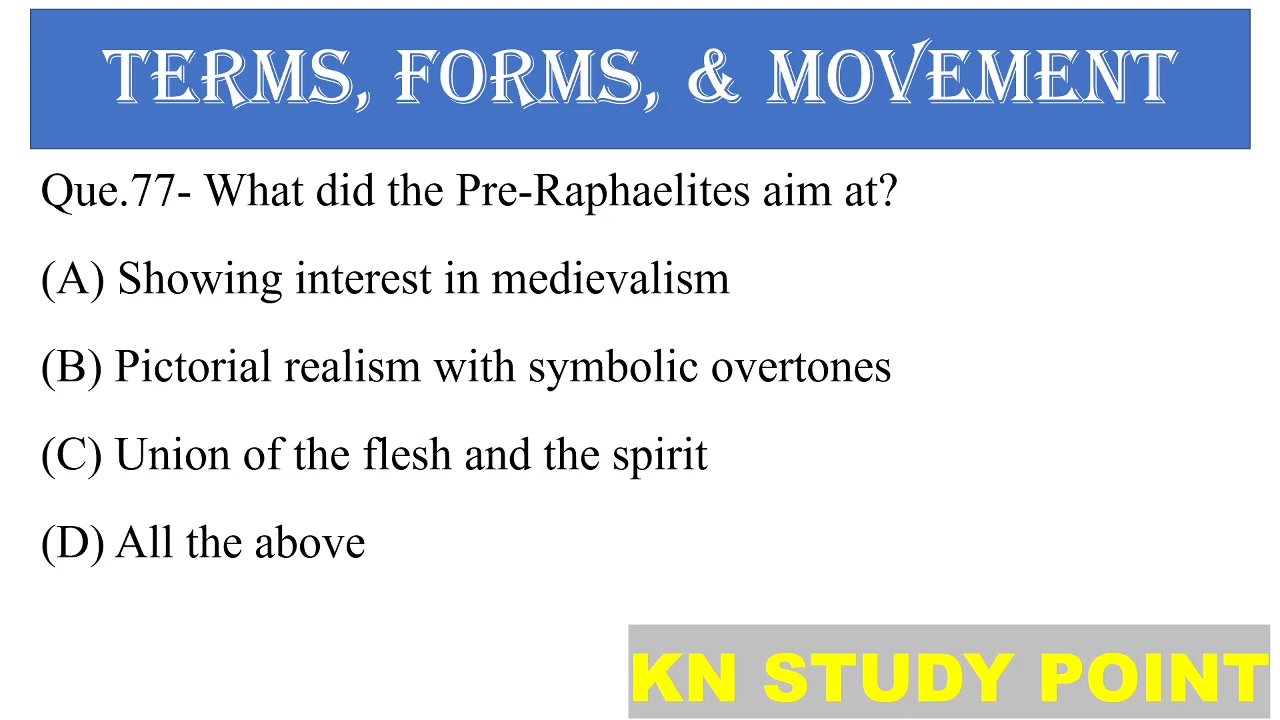 TERMS, FORMS, & MOVEMENT
Que.77- What did the Pre-Raphaelites aim at?
(A) Showing interest in medievalism
(B) Pictorial realism with symbolic overtones
(C) Union of the flesh and the spirit
(D) All the above
KN STUDY POINT